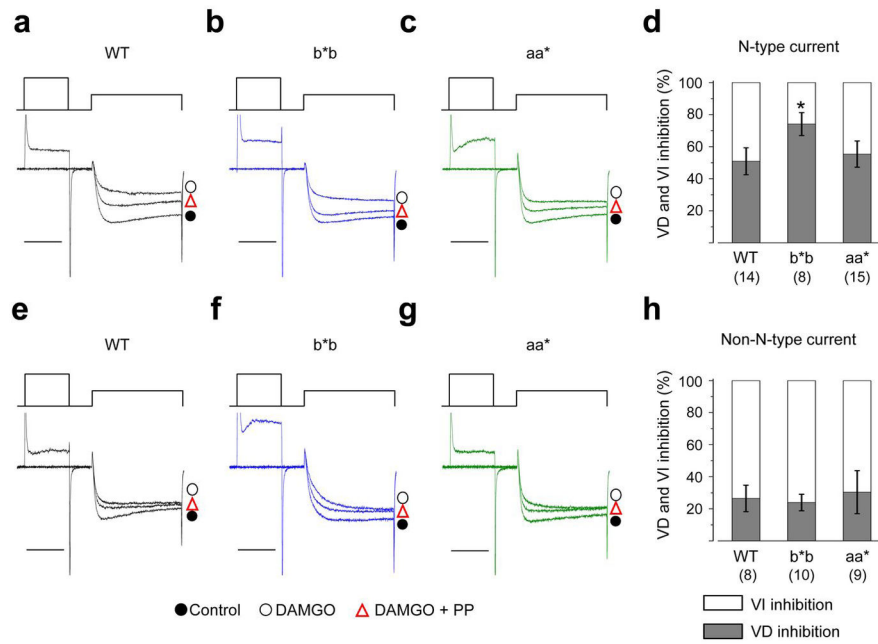 a
WT
b
b*b
c
aa*
d
N-type current
VD and VI inhibition (%)
100
80
60
40
20
*
WT
b*b
aa*
(14)
(8)
(15)
e
WT
f
b*b
g
aa*
h
Non-N-type current
VD and VI inhibition (%)
100
80
60
40
20
WT
b*b
aa*
(8)
(10)
(9)
Control
DAMGO
DAMGO + PP
VI inhibition
VD inhibition